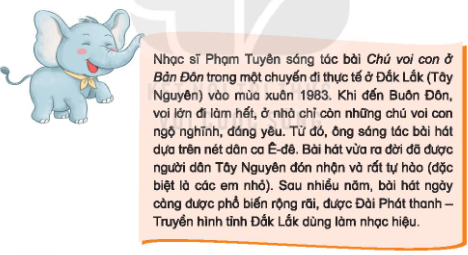 Nhạc sĩ Phạm Tuyên sáng tác bài Chú voi con ở
Bản Đôn trong một chuyến đi thực tế ở Đắk Lắk (Tây
Nguyên) vào mùa xuân 1983. Khi đến Buôn Đôn,
voi lớn đi làm hết, ở nhà chỉ còn những chú voi con
ngộ nghĩnh, đáng yêu. Từ đó, ông sáng tác bài hát
dựa trên nét dân ca Ê-đê. Bài hát vừa ra đời đã được
người dân Tây Nguyên đón nhận và rất tự hào (đặc
biệt là các em nhỏ). Sau nhiều năm, bài hát ngày
càng được phổ biến rộng rãi, được Đài Phát thanh –
Truyền hình tỉnh Đắk Lắk dùng làm nhạc hiệu.